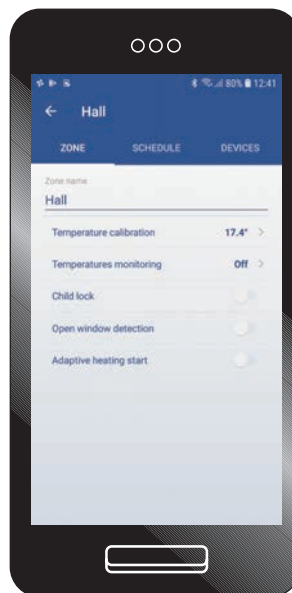 80% 12:41
← Hall
ZONE SCHEDULE DEVICES
Zone name
Hall
Temperature calibration 17.4° >
Temperatures monitoring Off >
Child lock
Open window detection
Adaptive heating start